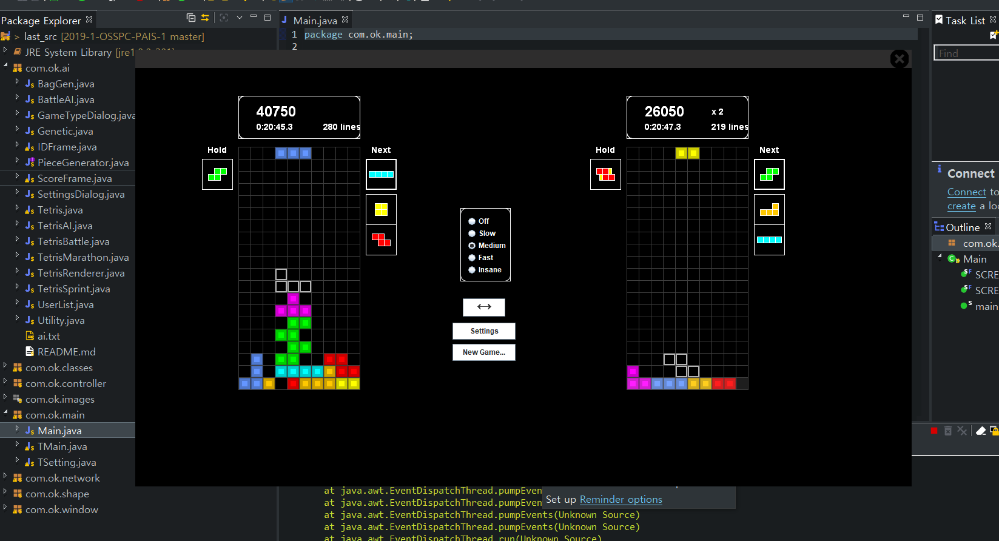 Package Explorer
> last_src [2019-1-OSSPC-PAIS-1 master]
JRE System Library [jre1
com.ok.ai
BagGen.java
BattleAI.java
GameTypeDialog.java
Genetic.java
IDFrame.java
PieceGenerator.java
ScoreFrame.java
SettingsDialog.java
Tetris.java
TetrisAI.java
TetrisBattle.java
TetrisMarathon.java
TetrisRenderer.java
TetrisSprint.java
UserList.java
Utility.java
ai.txt
README.md
com.ok.classes
com.ok.controller
com.ok.images
com.ok.main
Main.java
TMain.java
TSetting.java
com.ok.network
com.ok.shape
com.ok.window
Main.java
1 package com.ok.main;
2
40750
0:20:45.3 280 lines
Hold
Next
Off
Slow
Medium
Fast
Insane
Settings
New Game...
26050 x 2
0:20:47.3 219 lines
Hold
Next
at java.awt.EventDispatchThread.pumpEven
at java.awt.EventDispatchThread.pumpEven
at java.awt.EventDispatchThread.pumpEvents(Unknown Source)
at java.awt.EventDispatchThread.pumpEvents(Unknown Source)
at java.awt.EventDispatchThread.run(Unknown Source)
Set up Reminder options
Task List
Find
Connect
Connect to
create a loc
Outline
com.ok.
Main
SCRE
SCRE
main